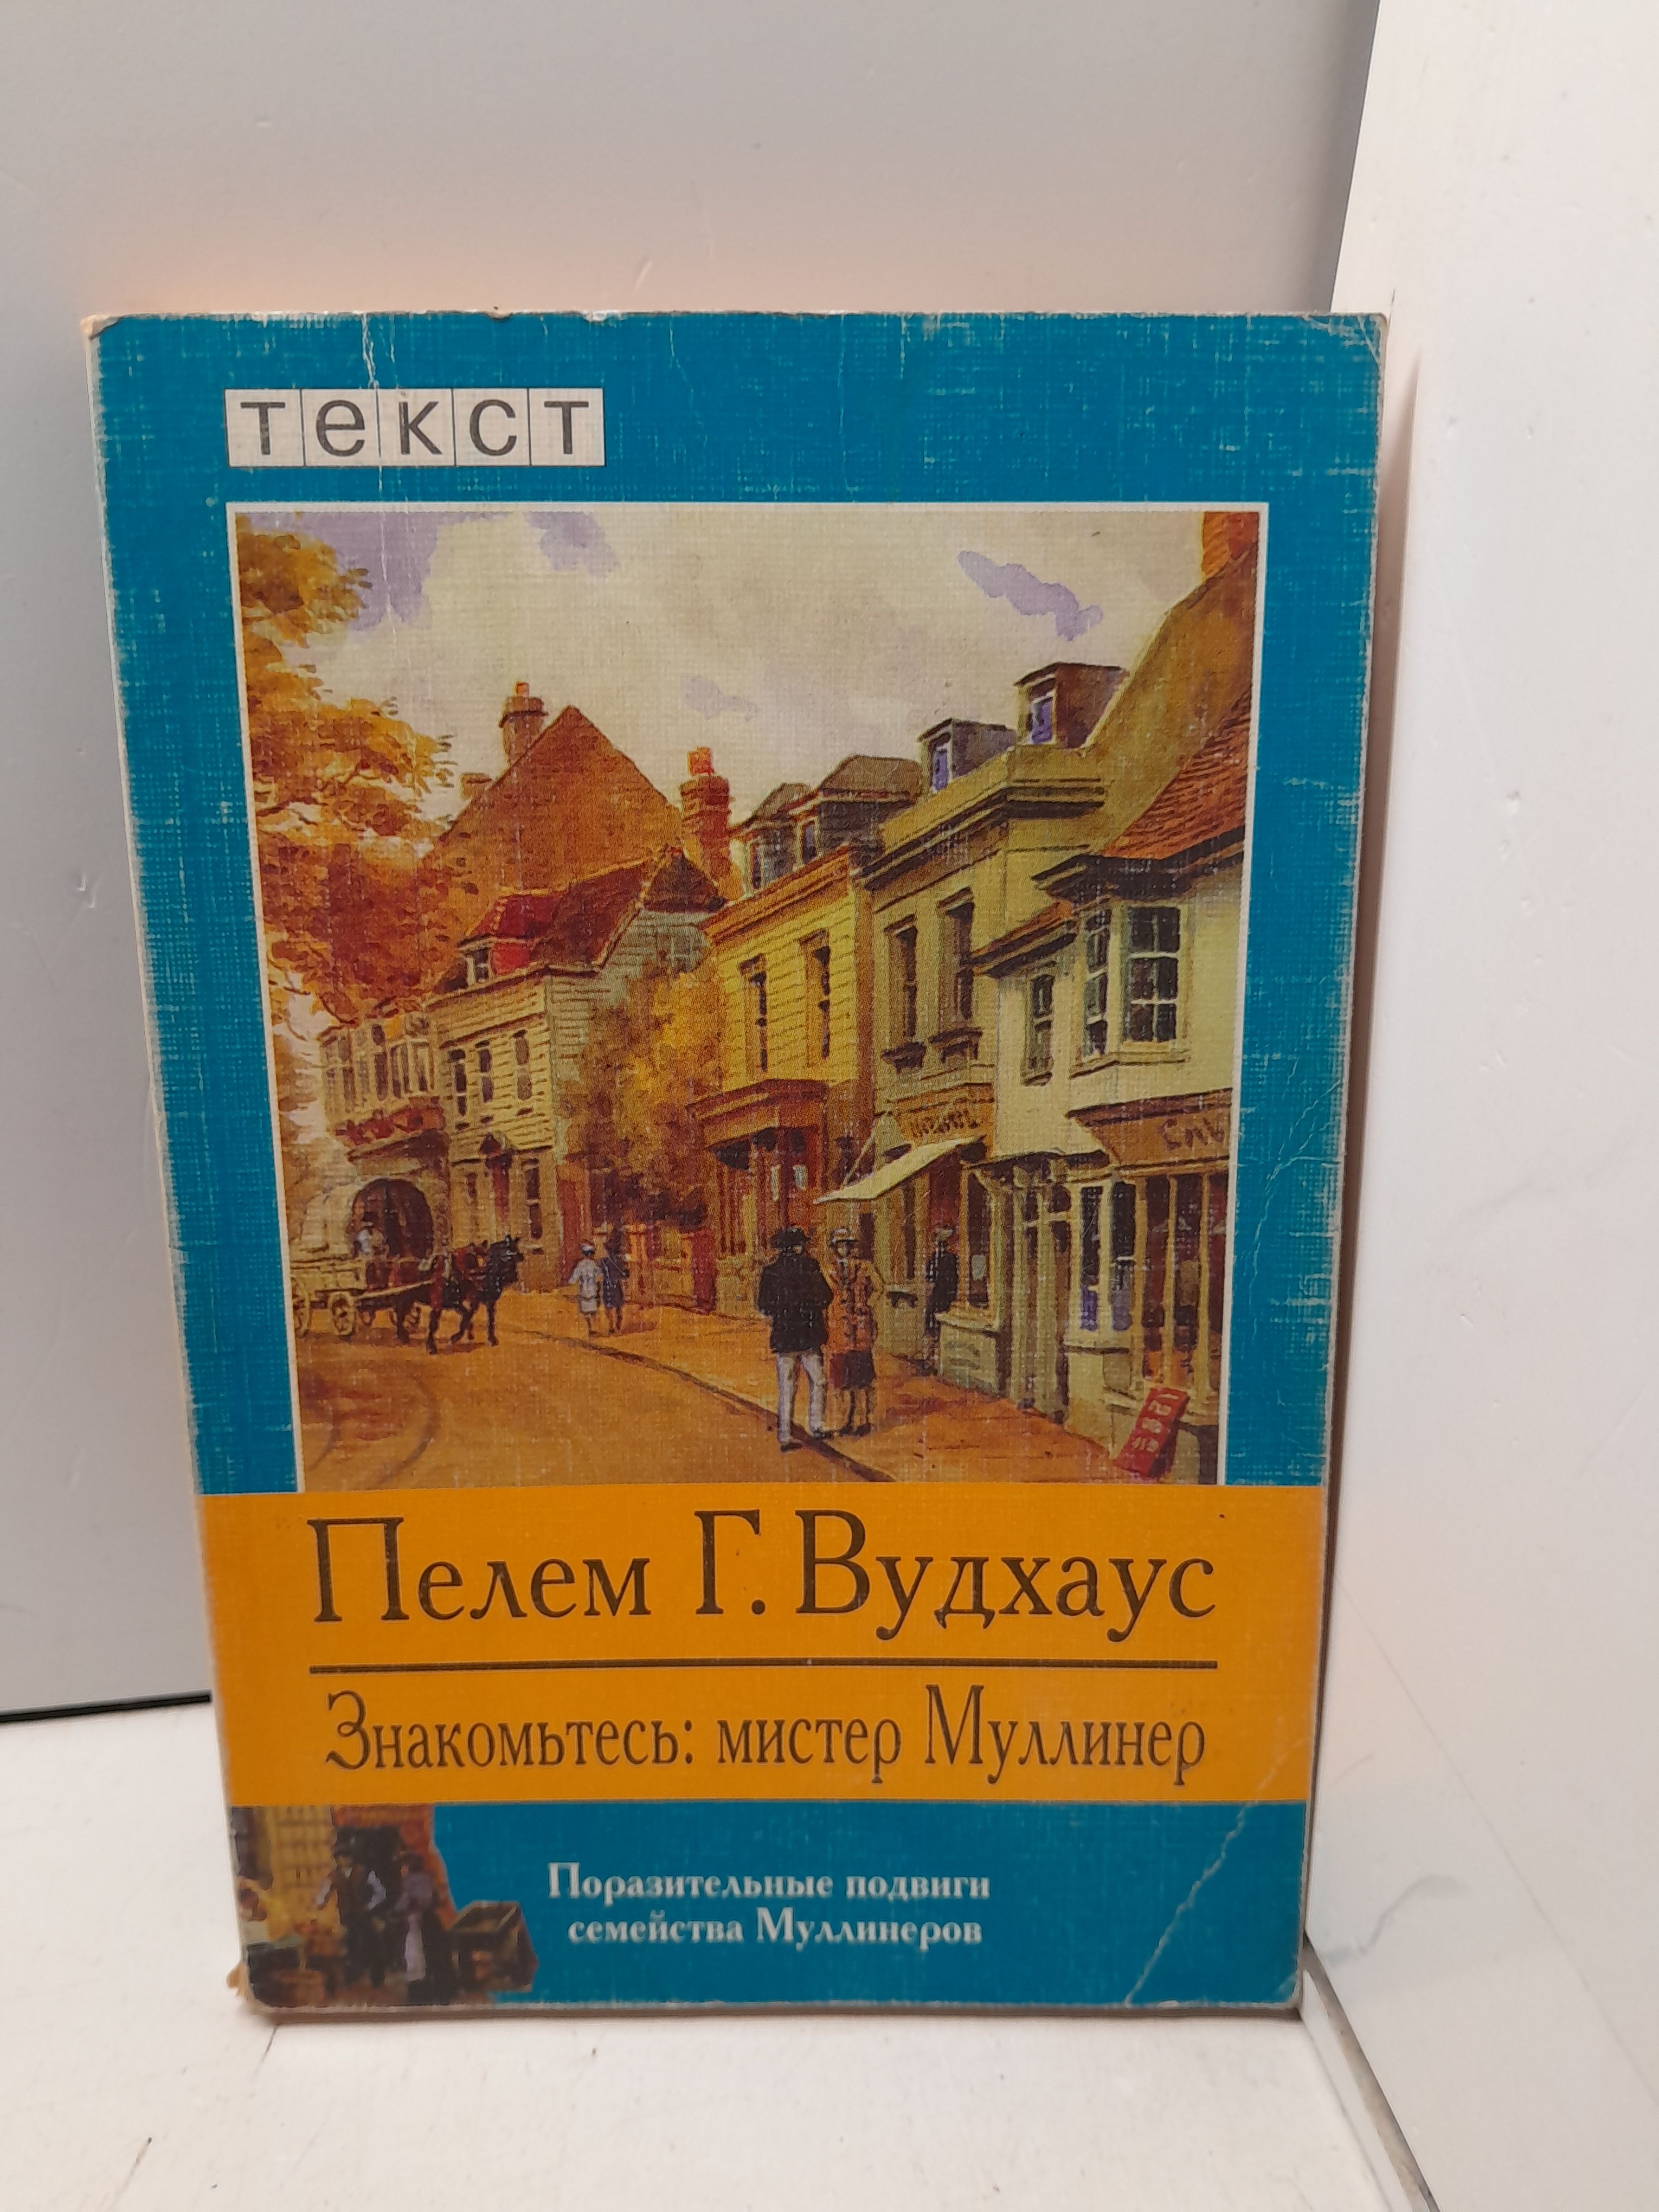 текст
Пелем Г. Вудхаус
Знакомьтесь: мистер Муллинер
Поразительные подвиги
семейства Муллинеров